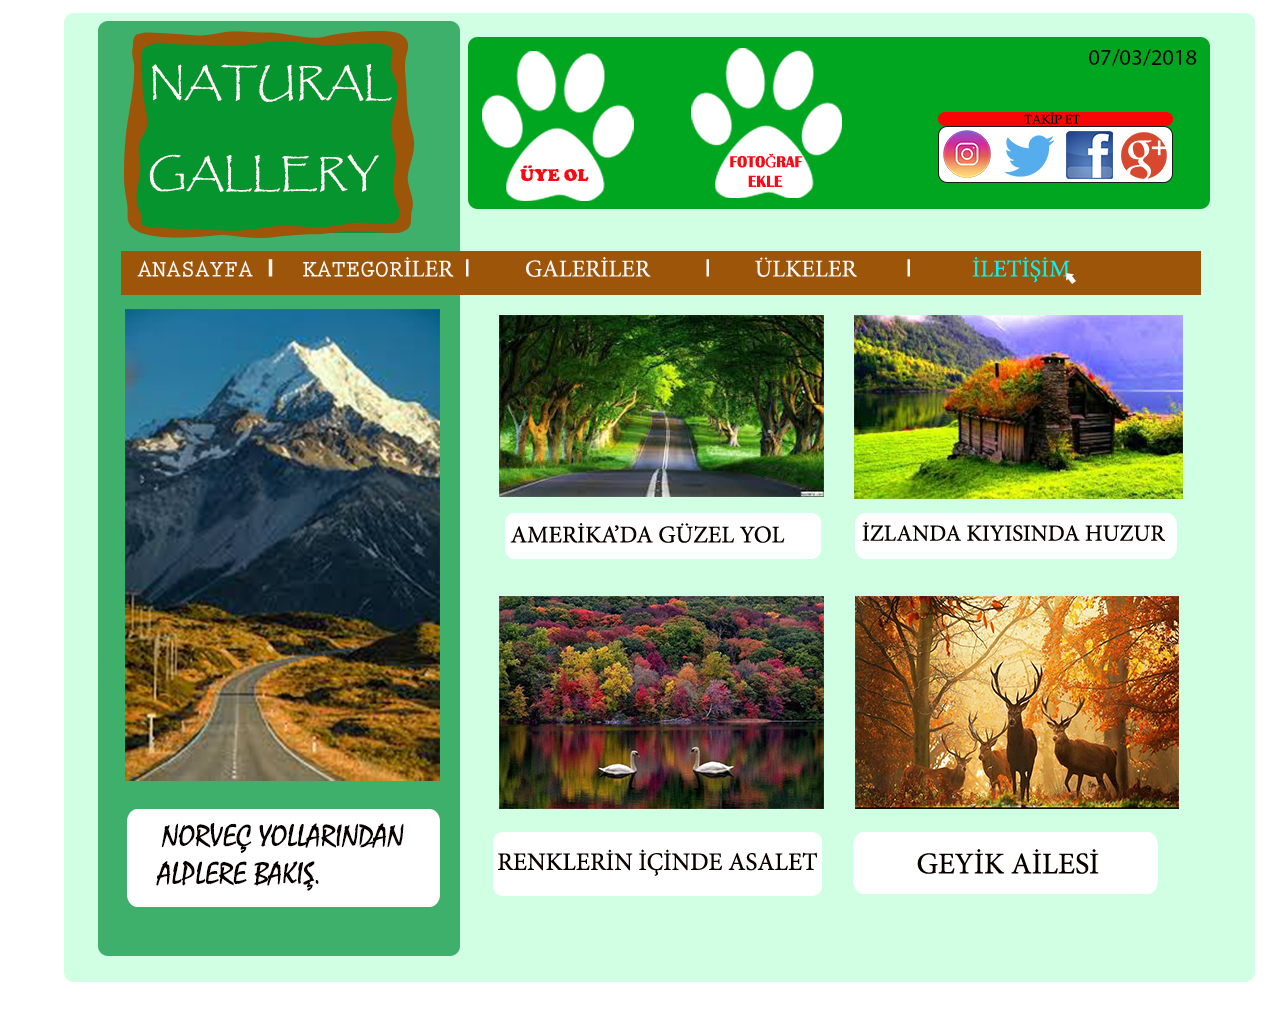 NATURAL
GALLERY
ÜYE OL
FOTOĞRAF
EKLE
07/03/2018
TAKİP ET
ANASAYFA I KATEGORİLER I GALERİLER I ÜLKELER I İLETİŞİM
AMERİKA’DA GÜZEL YOL
İZLANDA KIYISINDA HUZUR
NORVEÇ YOLLARINDAN
ALPLERE BAKIŞ.
RENKLERİN İÇİNDE ASALET
GEYİK AİLESİ